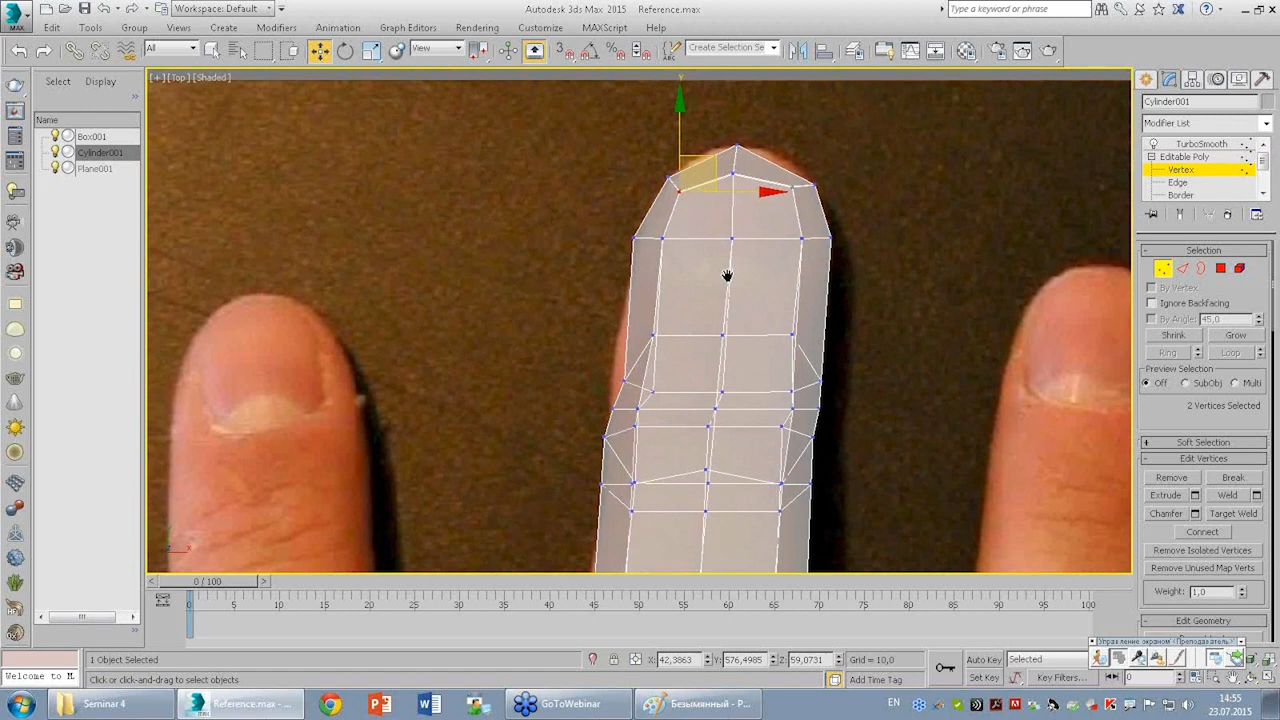 Workspace: Default
Autodesk 3ds Max 2015    Reference.max
Type a keyword or phrase
MAX
Edit Tools Group Views Create Modifiers Animation Graph Editors Rendering Customize MAXScript Help
All View Create Selection Se
Select Display
[+] [Top] [Shaded]
Name
Box001
Cylinder001
Plane001
Cylinder001
Modifier List
TurboSmooth
Editable Poly
Vertex
Edge
Border
Selection
By Vertex
Ignore Backfacing
By Angle: 45,0
Shrink Grow
Ring Loop
Preview Selection
Off SubObj Multi
2 Vertices Selected
Soft Selection
Edit Vertices
Remove Break
Extrude Weld
Chamfer Target Weld
Connect
Remove Isolated Vertices
Remove Unused Map Verts
Weight: 1,0
Edit Geometry
0 / 100
0 5 10 15 20 25 30 35 40 45 50 55 60 65 70 75 80 85 90 95 100
Управление экраном" (Преподаватель"
1 Object Selected X: 42,3863 Y: 576,4985 Z: 59,0731 Grid = 10,0 Auto Key Selected
Welcome to M. Click or click-and-drag to select objects Add Time Tag Set Key Key Filters... 0
Seminar 4 Reference.max - ... GoToWebinar Безымянный - P... EN 14:55
23.07.2015